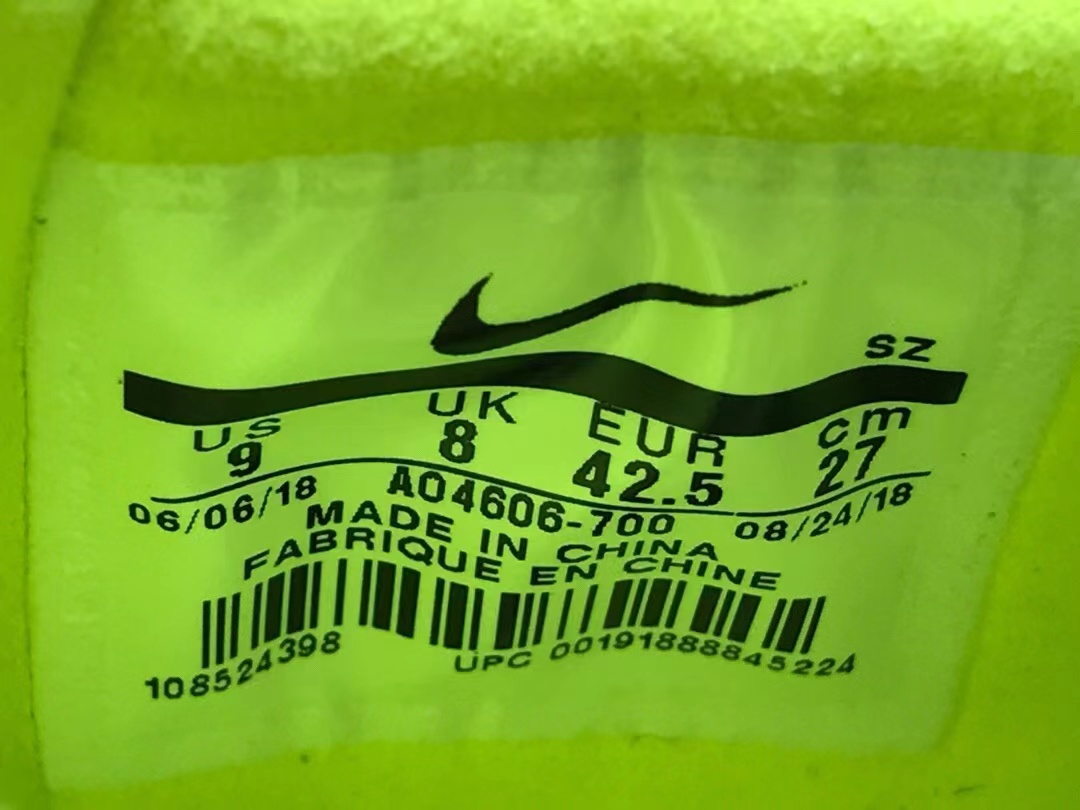 SZ
US UK EUR cm
9 8 42.5 27
06/06/18 AO4606-700 08/24/18
MADE IN CHINA
FABRIQUE EN CHINE
108524398 UPC 00191888845224